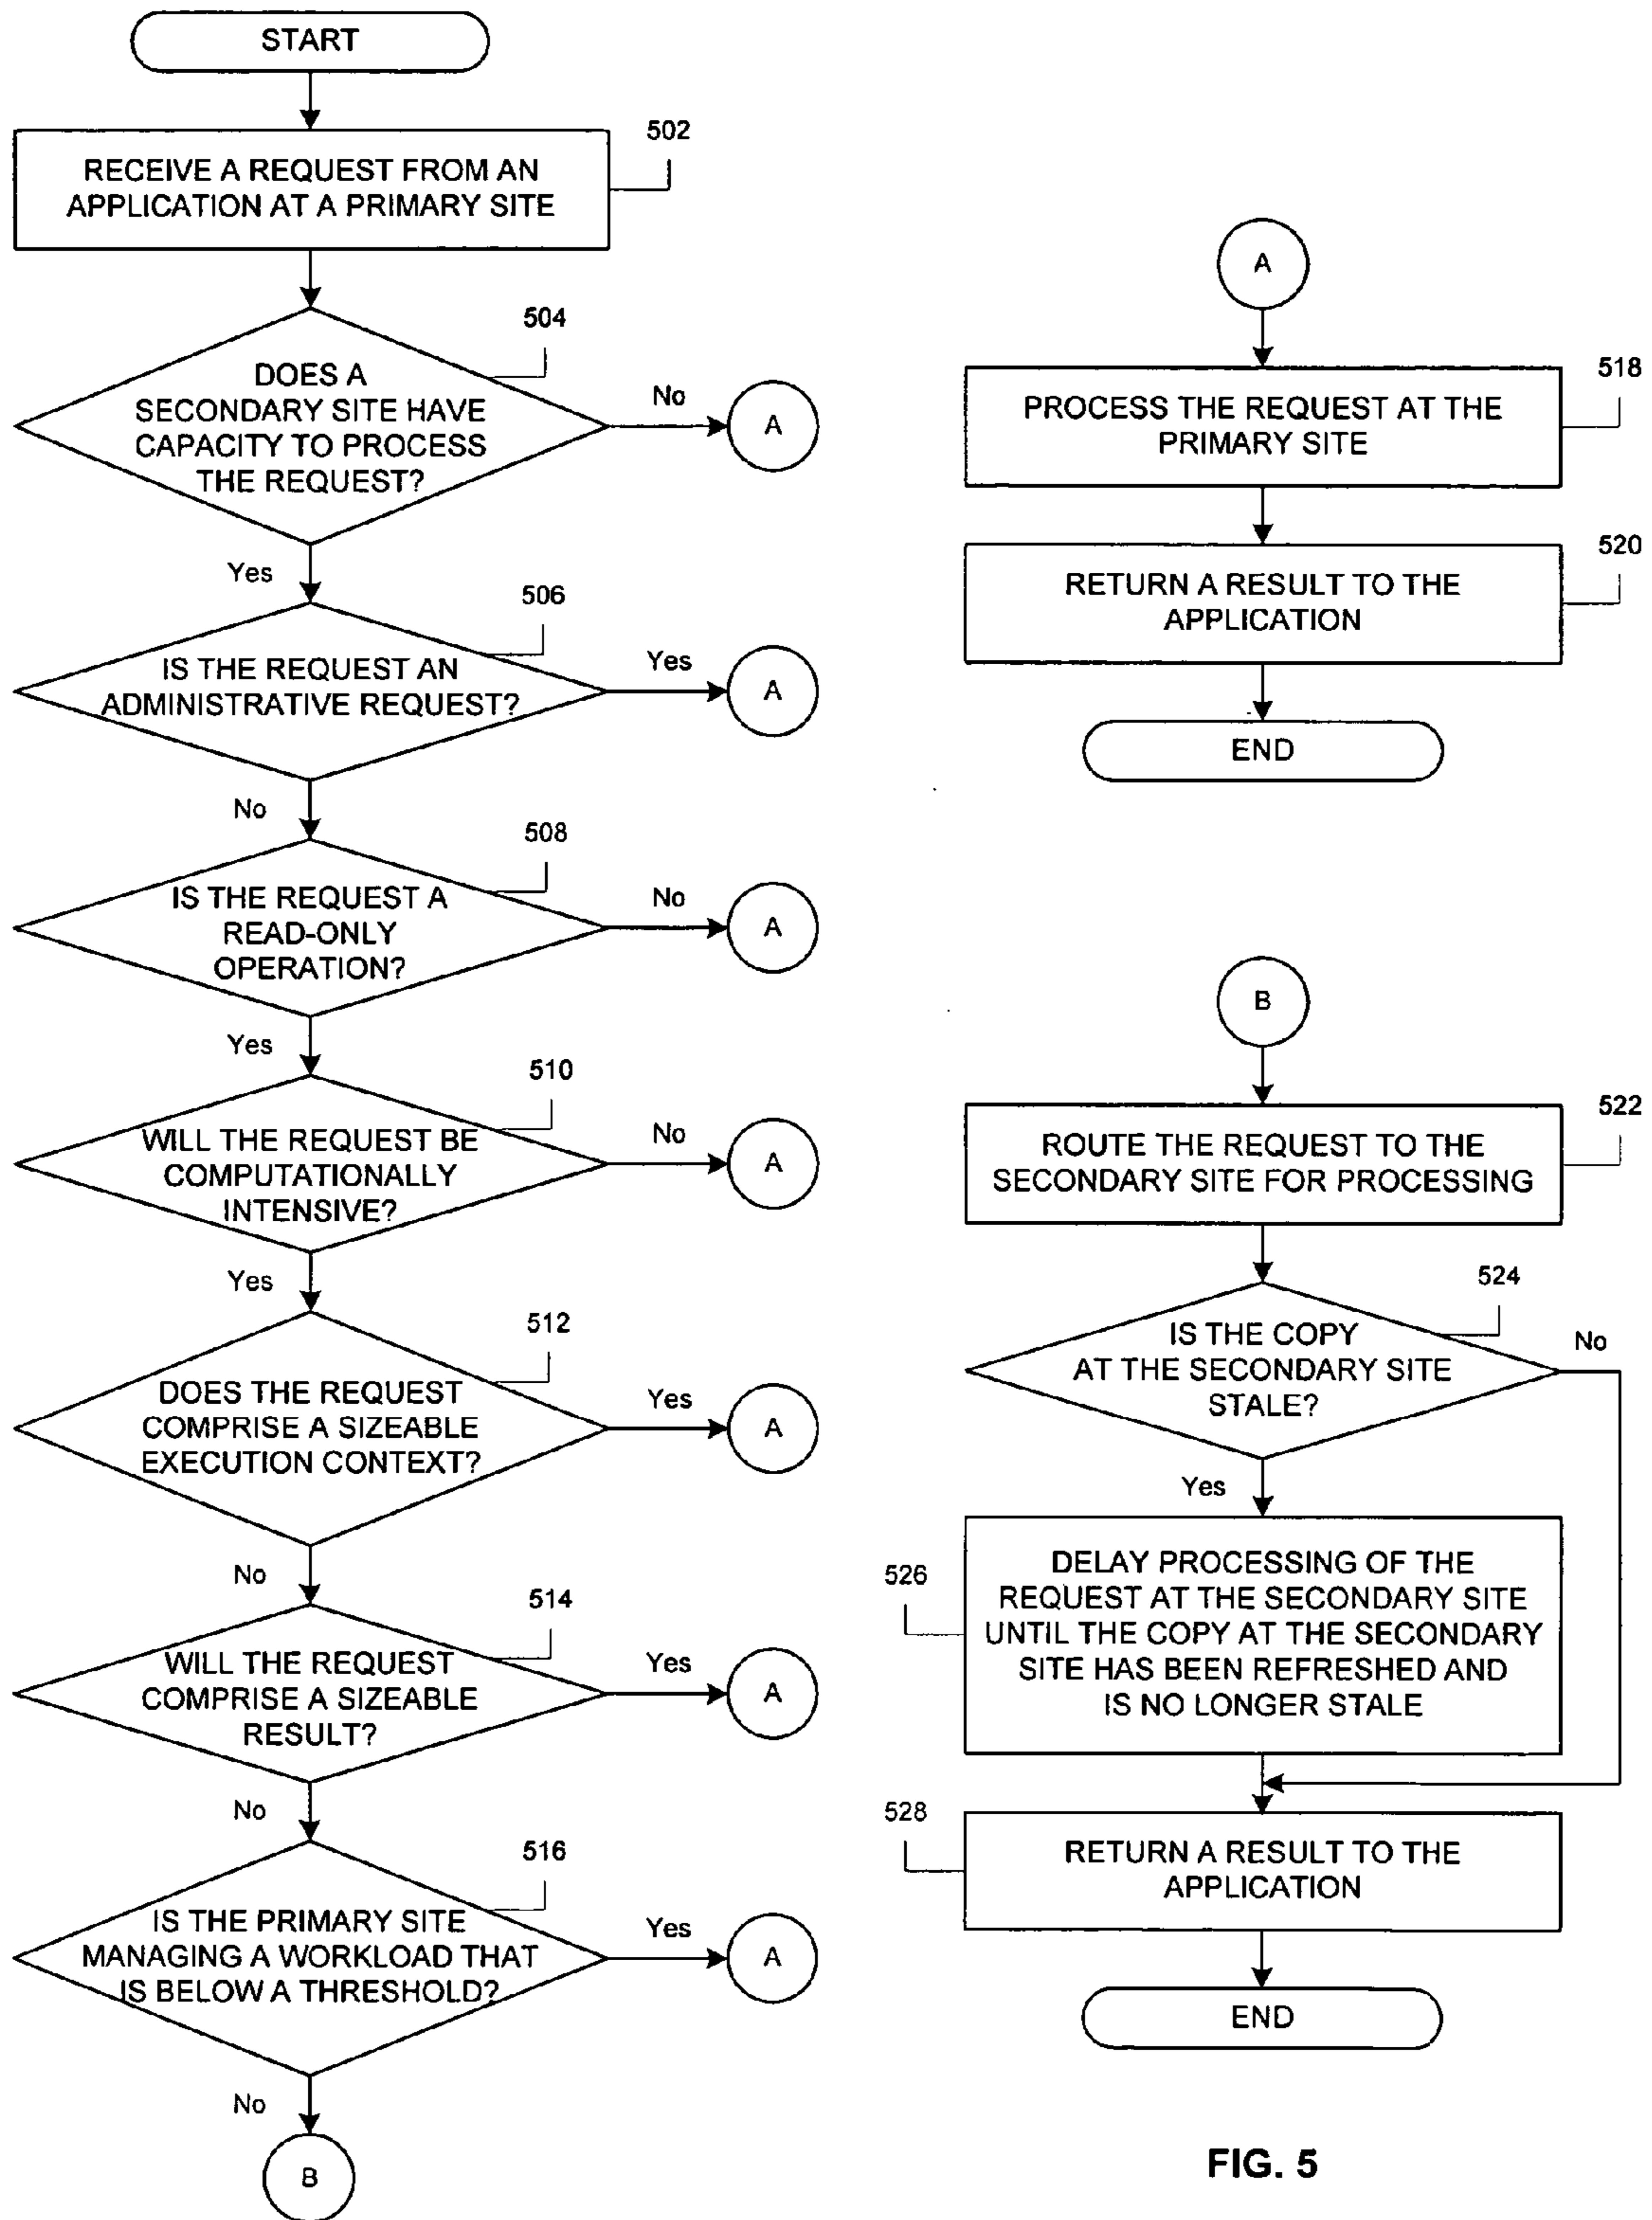 START
RECEIVE A REQUEST FROM AN
APPLICATION AT A PRIMARY SITE
502
DOES A
SECONDARY SITE HAVE
CAPACITY TO PROCESS
THE REQUEST?
504
No
A
Yes
IS THE REQUEST AN
ADMINISTRATIVE REQUEST?
506
Yes
A
No
IS THE REQUEST A
READ-ONLY
OPERATION?
508
No
A
Yes
WILL THE REQUEST BE
COMPUTATIONALLY
INTENSIVE?
510
No
A
Yes
DOES THE REQUEST
COMPRISE A SIZEABLE
EXECUTION CONTEXT?
512
Yes
A
No
WILL THE REQUEST
COMPRISE A SIZEABLE
RESULT?
514
Yes
A
No
IS THE PRIMARY SITE
MANAGING A WORKLOAD THAT
IS BELOW A THRESHOLD?
516
Yes
A
No
B
A
PROCESS THE REQUEST AT THE
PRIMARY SITE
518
RETURN A RESULT TO THE
APPLICATION
520
END
B
ROUTE THE REQUEST TO THE
SECONDARY SITE FOR PROCESSING
522
IS THE COPY
AT THE SECONDARY SITE
STALE?
524
No
Yes
DELAY PROCESSING OF THE
REQUEST AT THE SECONDARY SITE
UNTIL THE COPY AT THE SECONDARY
SITE HAS BEEN REFRESHED AND
IS NO LONGER STALE
526
RETURN A RESULT TO THE
APPLICATION
528
END
FIG. 5